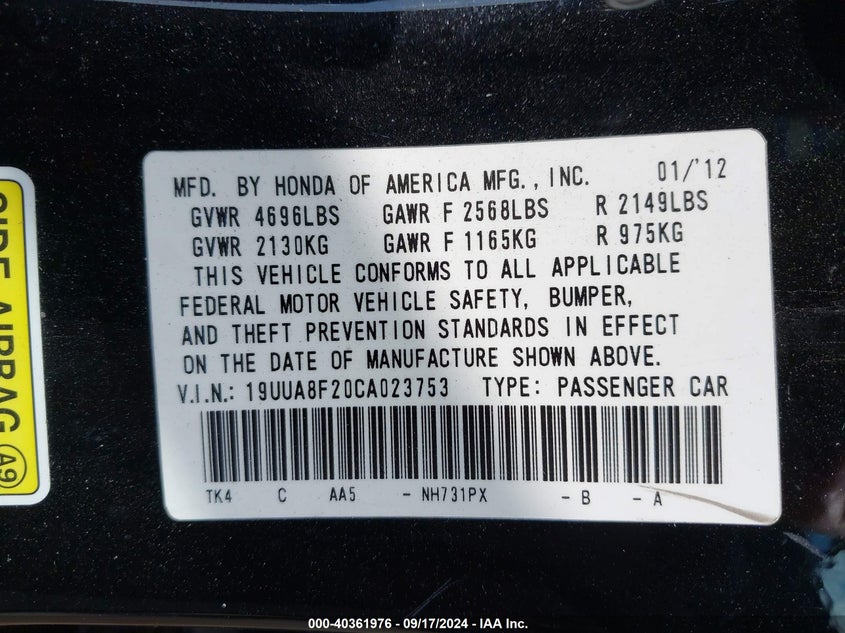 MFD. BY HONDA OF AMERICA MFG., INC. 01/'12
GVWR 4696LBS GAWR F 2568LBS R 2149LBS
GVWR 2130KG GAWR F 1165KG R 975KG
THIS VEHICLE CONFORMS TO ALL APPLICABLE
FEDERAL MOTOR VEHICLE SAFETY, BUMPER,
AND THEFT PREVENTION STANDARDS IN EFFECT
ON THE DATE OF MANUFACTURE SHOWN ABOVE.
V.I.N.: 19UUA8F20CA023753 TYPE: PASSENGER CAR
TK4 C AA5 - NH731PX - B - A
SIDE AIRBAG A9
000-40361976 - 09/17/2024 - IAA Inc.